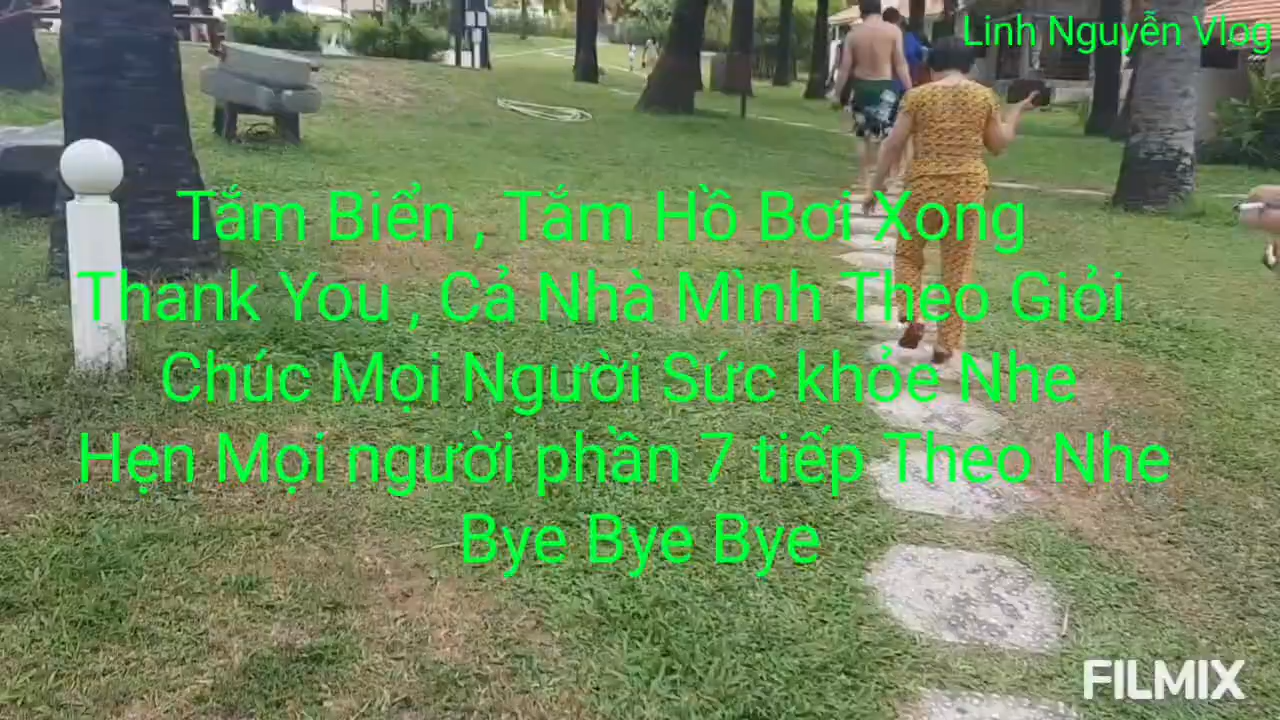 Linh Nguyễn Vlog
Tắm Biển , Tắm Hồ Bơi Xong
Thank You , Cả Nhà Mình Theo Giỏi
Chúc Mọi Người Sức khỏe Nhe
Hẹn Mọi người phần 7 tiếp Theo Nhe
Bye Bye Bye
FILMIX